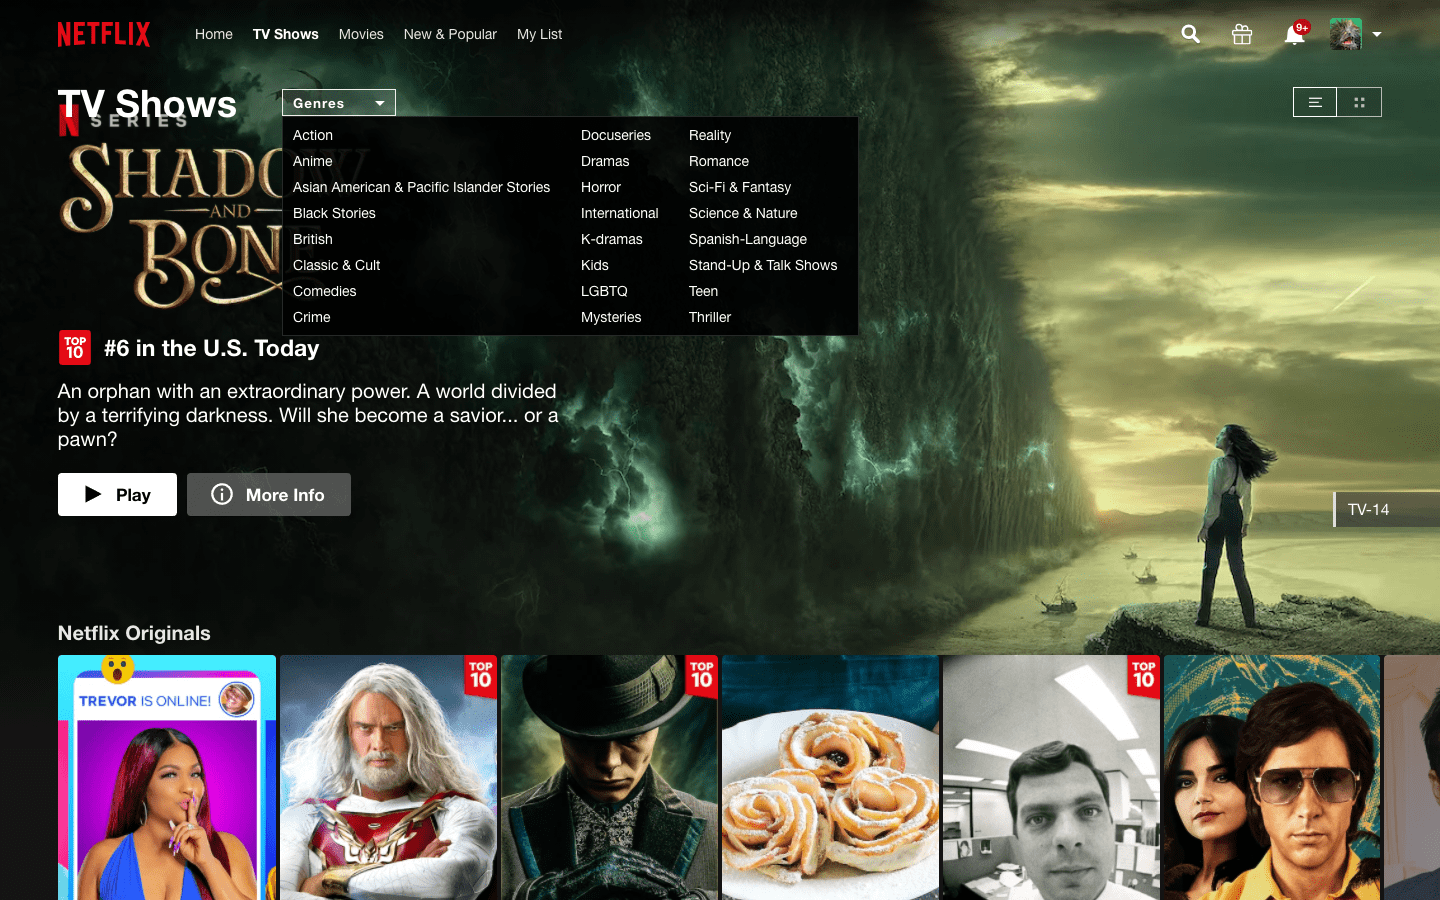 NETFLIX
Home
TV Shows
Movies
New & Popular
My List
9+
TV Shows
Genres
N SERIES
SHADOW
AND
BONE
Action
Anime
Asian American & Pacific Islander Stories
Black Stories
British
Classic & Cult
Comedies
Crime
Docuseries
Dramas
Horror
International
K-dramas
Kids
LGBTQ
Mysteries
Reality
Romance
Sci-Fi & Fantasy
Science & Nature
Spanish-Language
Stand-Up & Talk Shows
Teen
Thriller
TOP
10
#6 in the U.S. Today
An orphan with an extraordinary power. A world divided
by a terrifying darkness. Will she become a savior... or a
pawn?
Play
More Info
TV-14
Netflix Originals
TREVOR IS ONLINE!
TOP
10
TOP
10
TOP
10